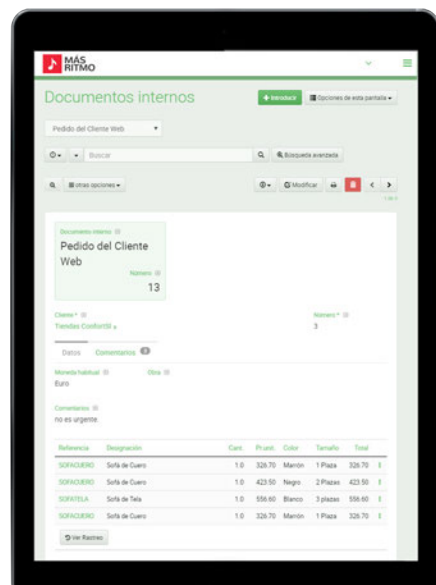 MÁS
RITMO
Documentos internos
Introducir
Opciones de esta pantalla
Pedido del Cliente Web
Buscar
Búsqueda avanzada
otras opciones
Modificar
Documento interno
Pedido del Cliente
Web
Número
13
Cliente *
Número *
Tiendas ConfortSl
3
Datos
Comentarios
Moneda habitual
Obra
Euro
Comentarios
no es urgente.
Referencia Designación Cant. Pr.unit. Color Tamaño Total
SOFACUERO Sofá de Cuero 1.0 326.70 Marrón 1 Plaza 326.70
SOFACUERO Sofá de Cuero 1.0 423.50 Negro 2 Plazas 423.50
SOFATELA Sofá de Tela 1.0 556.60 Blanco 3 plazas 556.60
SOFACUERO Sofá de Cuero 1.0 326.70 Marrón 1 Plaza 326.70
Ver Rastreo